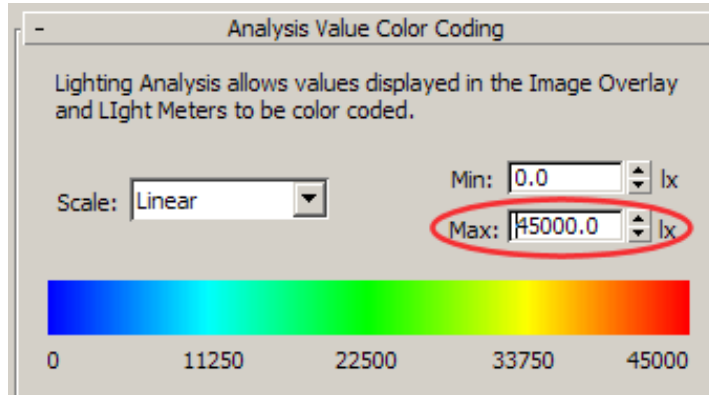 - Analysis Value Color Coding
Lighting Analysis allows values displayed in the Image Overlay
and LIght Meters to be color coded.
Min: 0.0 lx
Scale: Linear
Max: 45000.0 lx
0 11250 22500 33750 45000